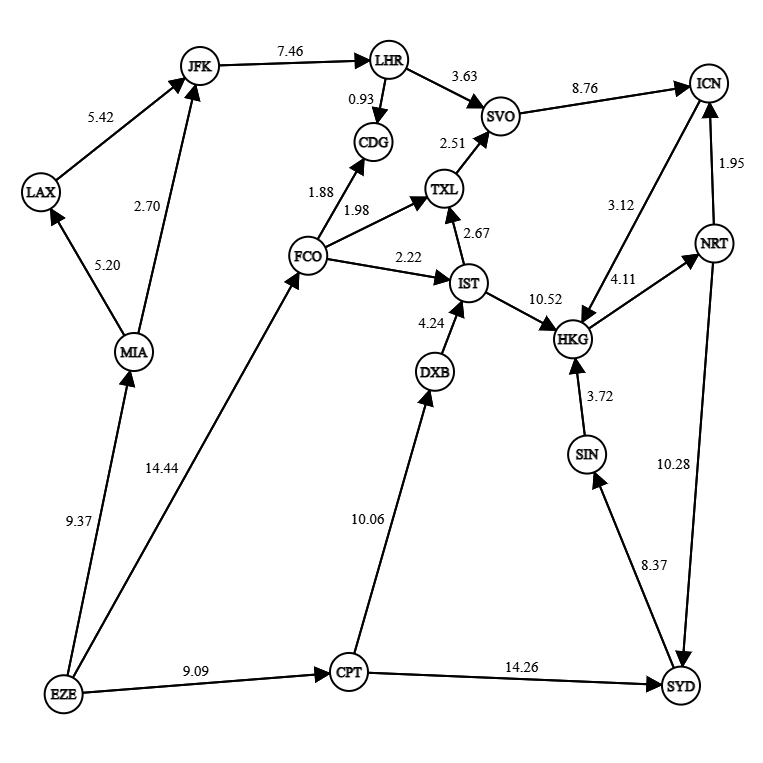 7.46
JFK
LHR
3.63
ICN
8.76
0.93
5.42
SVO
CDG
2.51
1.95
1.88
TXL
LAX
2.70
1.98
3.12
2.67
NRT
FCO
2.22
5.20
4.11
IST
10.52
4.24
HKG
MIA
DXB
3.72
SIN
10.28
14.44
9.37
10.06
8.37
9.09
14.26
CPT
SYD
EZE